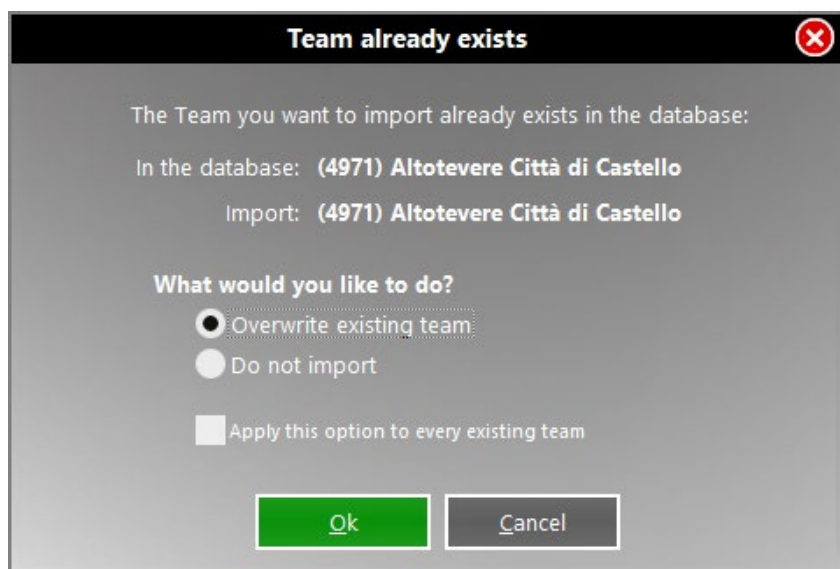 Team already exists
The Team you want to import already exists in the database:
In the database: (4971) Altotevere Città di Castello
Import: (4971) Altotevere Città di Castello
What would you like to do?
Overwrite existing team
Do not import
Apply this option to every existing team
Ok Cancel